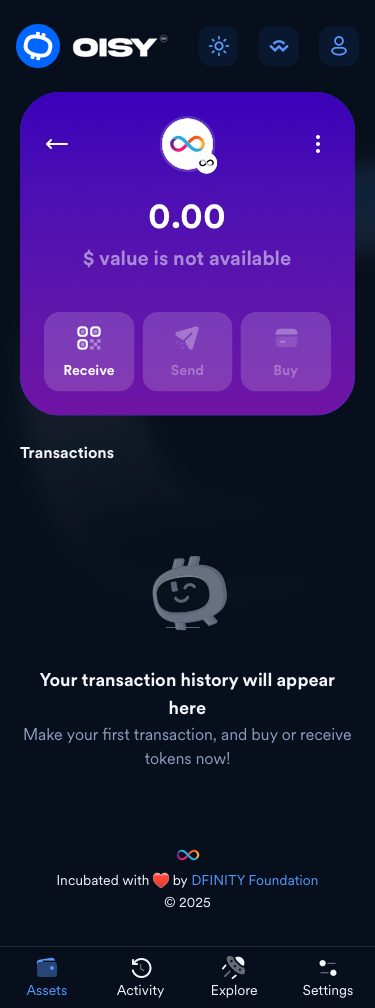 OISY
0.00
$ value is not available
Receive
Send
Buy
Transactions
Your transaction history will appear
here
Make your first transaction, and buy or receive
tokens now!
Incubated with ❤️ by DFINITY Foundation
© 2025
Assets
Activity
Explore
Settings